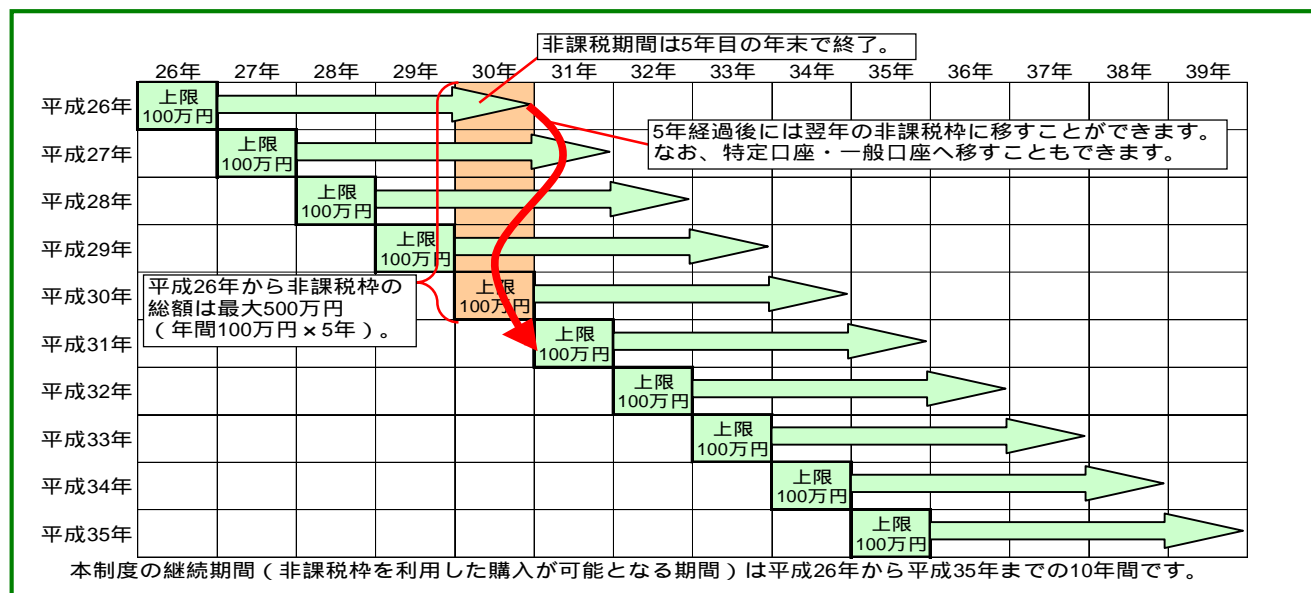 非課税期間は5年目の年末で終了。
26年 27年 28年 29年 30年 31年 32年 33年 34年 35年 36年 37年 38年 39年
平成26年
上限
100万円
5年経過後には翌年の非課税枠に移すことができます。
なお、特定口座・一般口座へ移すこともできます。
平成27年
上限
100万円
平成28年
上限
100万円
平成29年
上限
100万円
平成26年から非課税枠の
総額は最大500万円
(年間100万円×5年)。
平成30年
上限
100万円
平成31年
上限
100万円
平成32年
上限
100万円
平成33年
上限
100万円
平成34年
上限
100万円
平成35年
上限
100万円
本制度の継続期間(非課税枠を利用した購入が可能となる期間)は平成26年から平成35年までの10年間です。